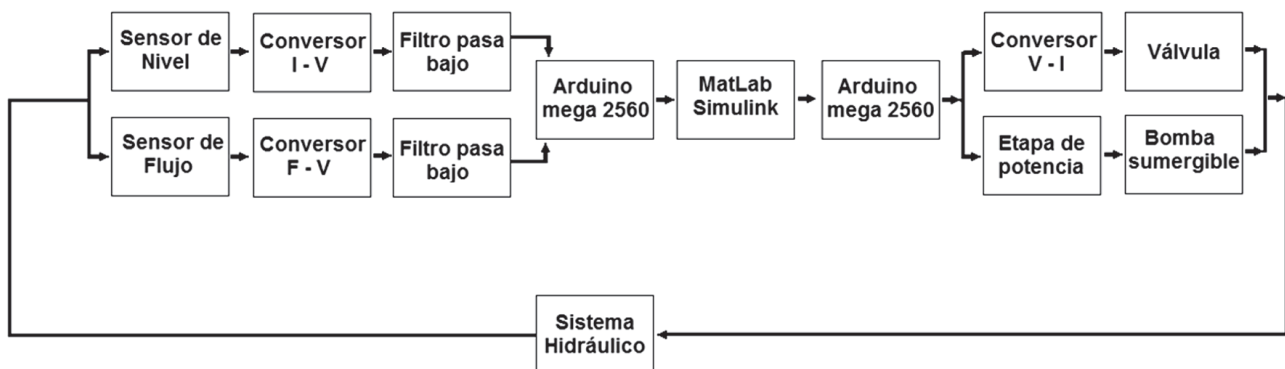 Sensor de
Nivel
Conversor
I - V
Filtro pasa
bajo
Sensor de
Flujo
Conversor
F - V
Filtro pasa
bajo
Arduino
mega 2560
MatLab
Simulink
Arduino
mega 2560
Conversor
V - I
Válvula
Etapa de
potencia
Bomba
sumergible
Sistema
Hidráulico